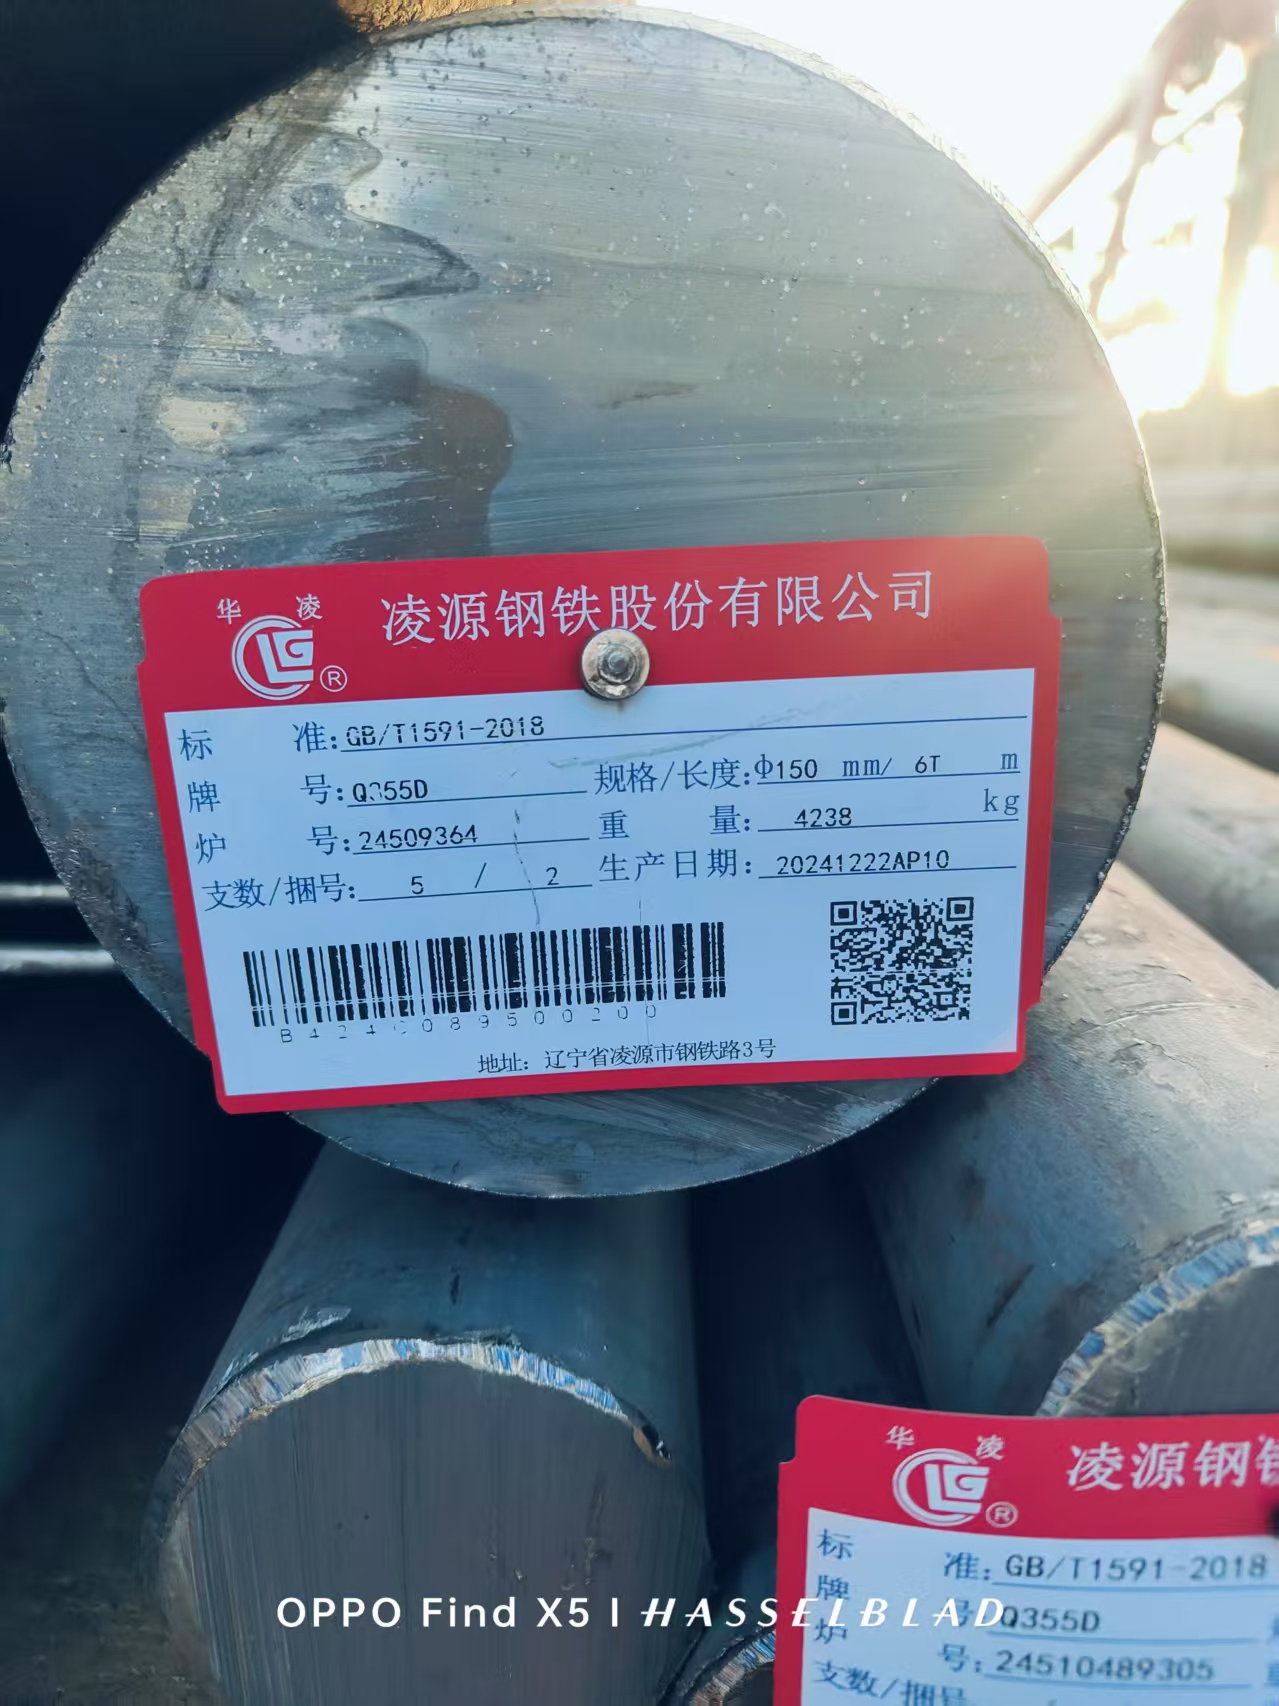 华 凌
凌源钢铁股份有限公司
LG ®
标 准: GB/T1591-2018
牌 号: Q355D 规格/长度: Φ150 mm/ 6T m
炉 号: 24509364 重 量: 4238 kg
支数/捆号: 5 / 2 生产日期: 20241222AP10
地址: 辽宁省凌源市钢铁路3号
华 凌
凌源钢
LG ®
标 准: GB/T1591-2018
牌 号: Q355D
炉 号: 24510489305
支数/捆号
OPPO Find X5 | HASSELBLAD